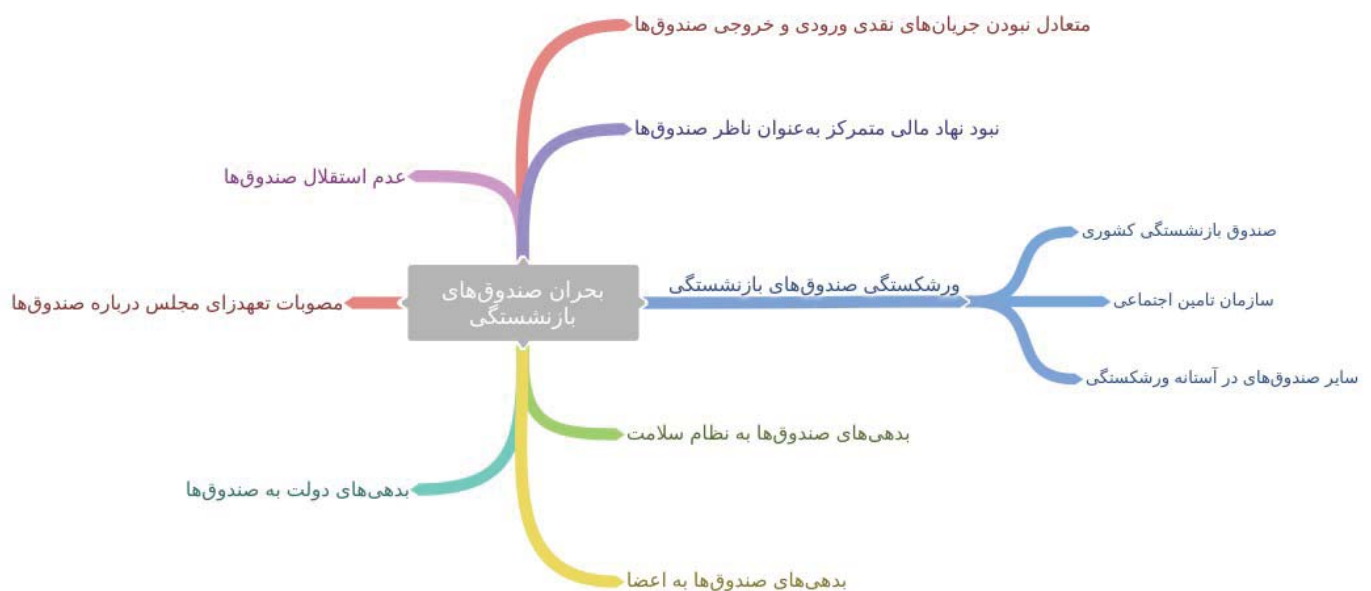 متعادل نبودن جریان‌های نقدی ورودی و خروجی صندوق‌ها
نبود نهاد مالی متمرکز به‌عنوان ناظر صندوق‌ها
عدم استقلال صندوق‌ها
صندوق بازنشستگی کشوری
ورشکستگی صندوق‌های بازنشستگی
بحران صندوق‌های
بازنشستگی
سازمان تامین اجتماعی
مصوبات تعهدزای مجلس درباره صندوق‌ها
سایر صندوق‌های در آستانه ورشکستگی
بدهی‌های صندوق‌ها به نظام سلامت
بدهی‌های دولت به صندوق‌ها
بدهی‌های صندوق‌ها به اعضا